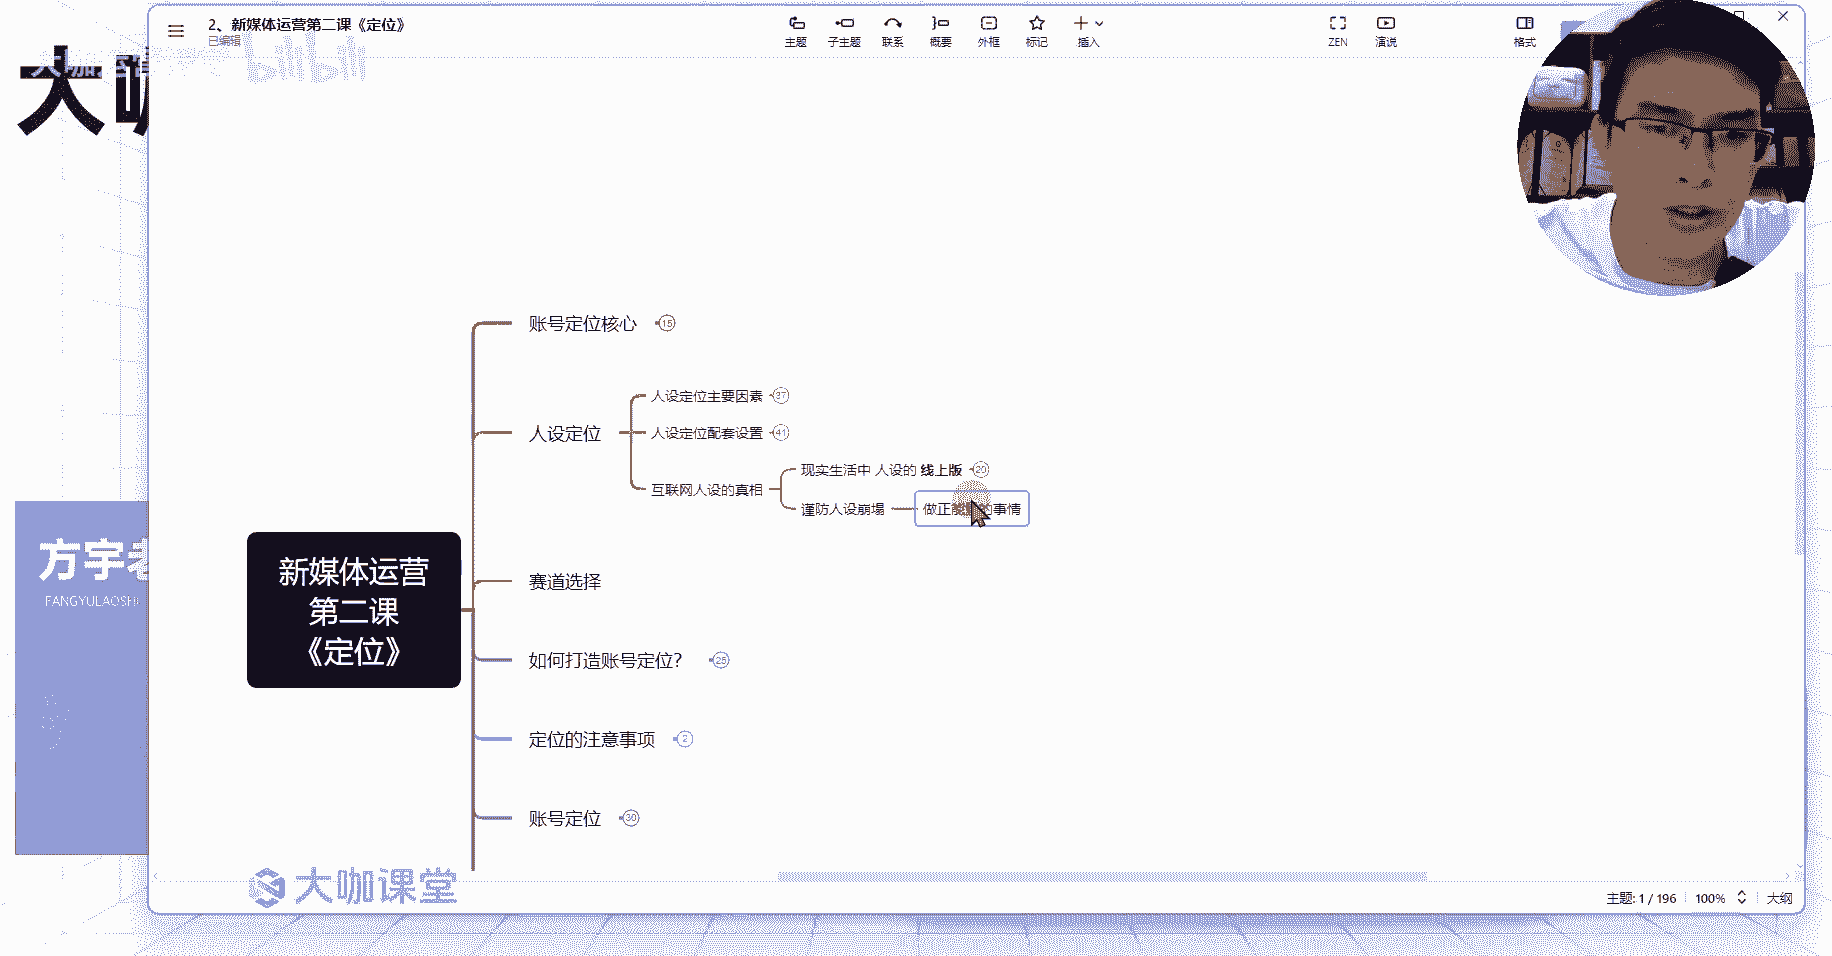 2、新媒体运营第二课《定位》
已编辑
主题
子主题
联系
概要
外框
标记
插入
ZEN
演说
格式
大咖运营
bilibili
大
账号定位核心 15
人设定位主要因素 37
人设定位
人设定位配套设置 41
现实生活中 人设的 线上版 20
互联网人设的真相
谨防人设崩塌
做正能量的事情
新媒体运营
第二课
《定位》
赛道选择
如何打造账号定位? 25
定位的注意事项 2
账号定位 30
方宇老
FANGYULAOSHI
大咖课堂
主题: 1 / 196
100%
大纲